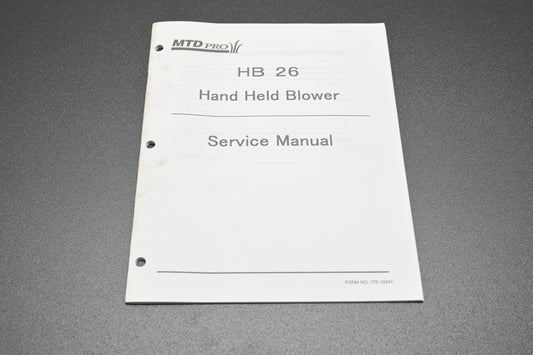 MTD PRO
HB 26
Hand Held Blower
Service Manual
FORM NO. 770-10247